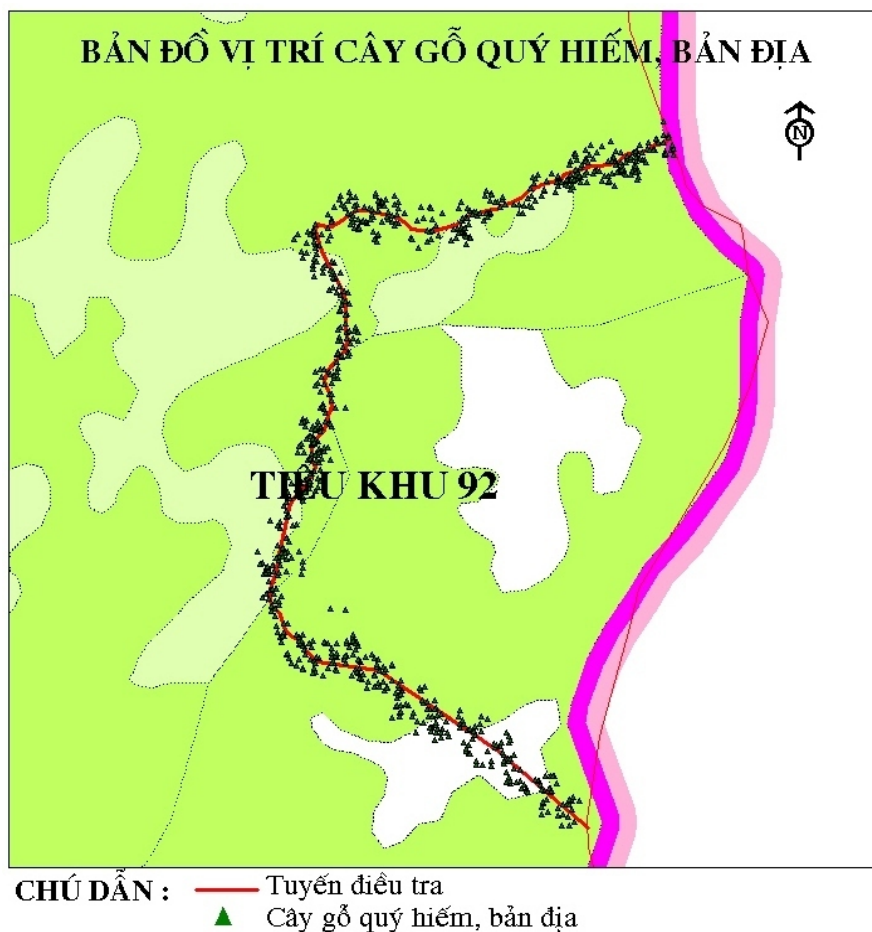 BẢN ĐỒ VỊ TRÍ CÂY GỖ QUÝ HIẾM, BẢN ĐỊA
N
TIỂU KHU 92
CHÚ DẪN :
Tuyến điều tra
Cây gỗ quý hiếm, bản địa